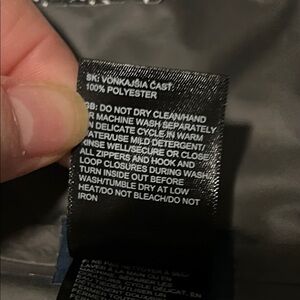 SK: VONKAJŠIA ČASŤ:
100% POLYESTER
GB: DO NOT DRY CLEAN/HAND
OR MACHINE WASH SEPARATELY
ON DELICATE CYCLE IN WARM
WATER/USE MILD DETERGENT/
RINSE WELL/SECURE OR CLOSE
ALL ZIPPERS AND HOOK AND
LOOP CLOSURES DURING WASH/
TURN INSIDE OUT BEFORE
WASH/TUMBLE DRY AT LOW
HEAT/DO NOT BLEACH/DO NOT
IRON